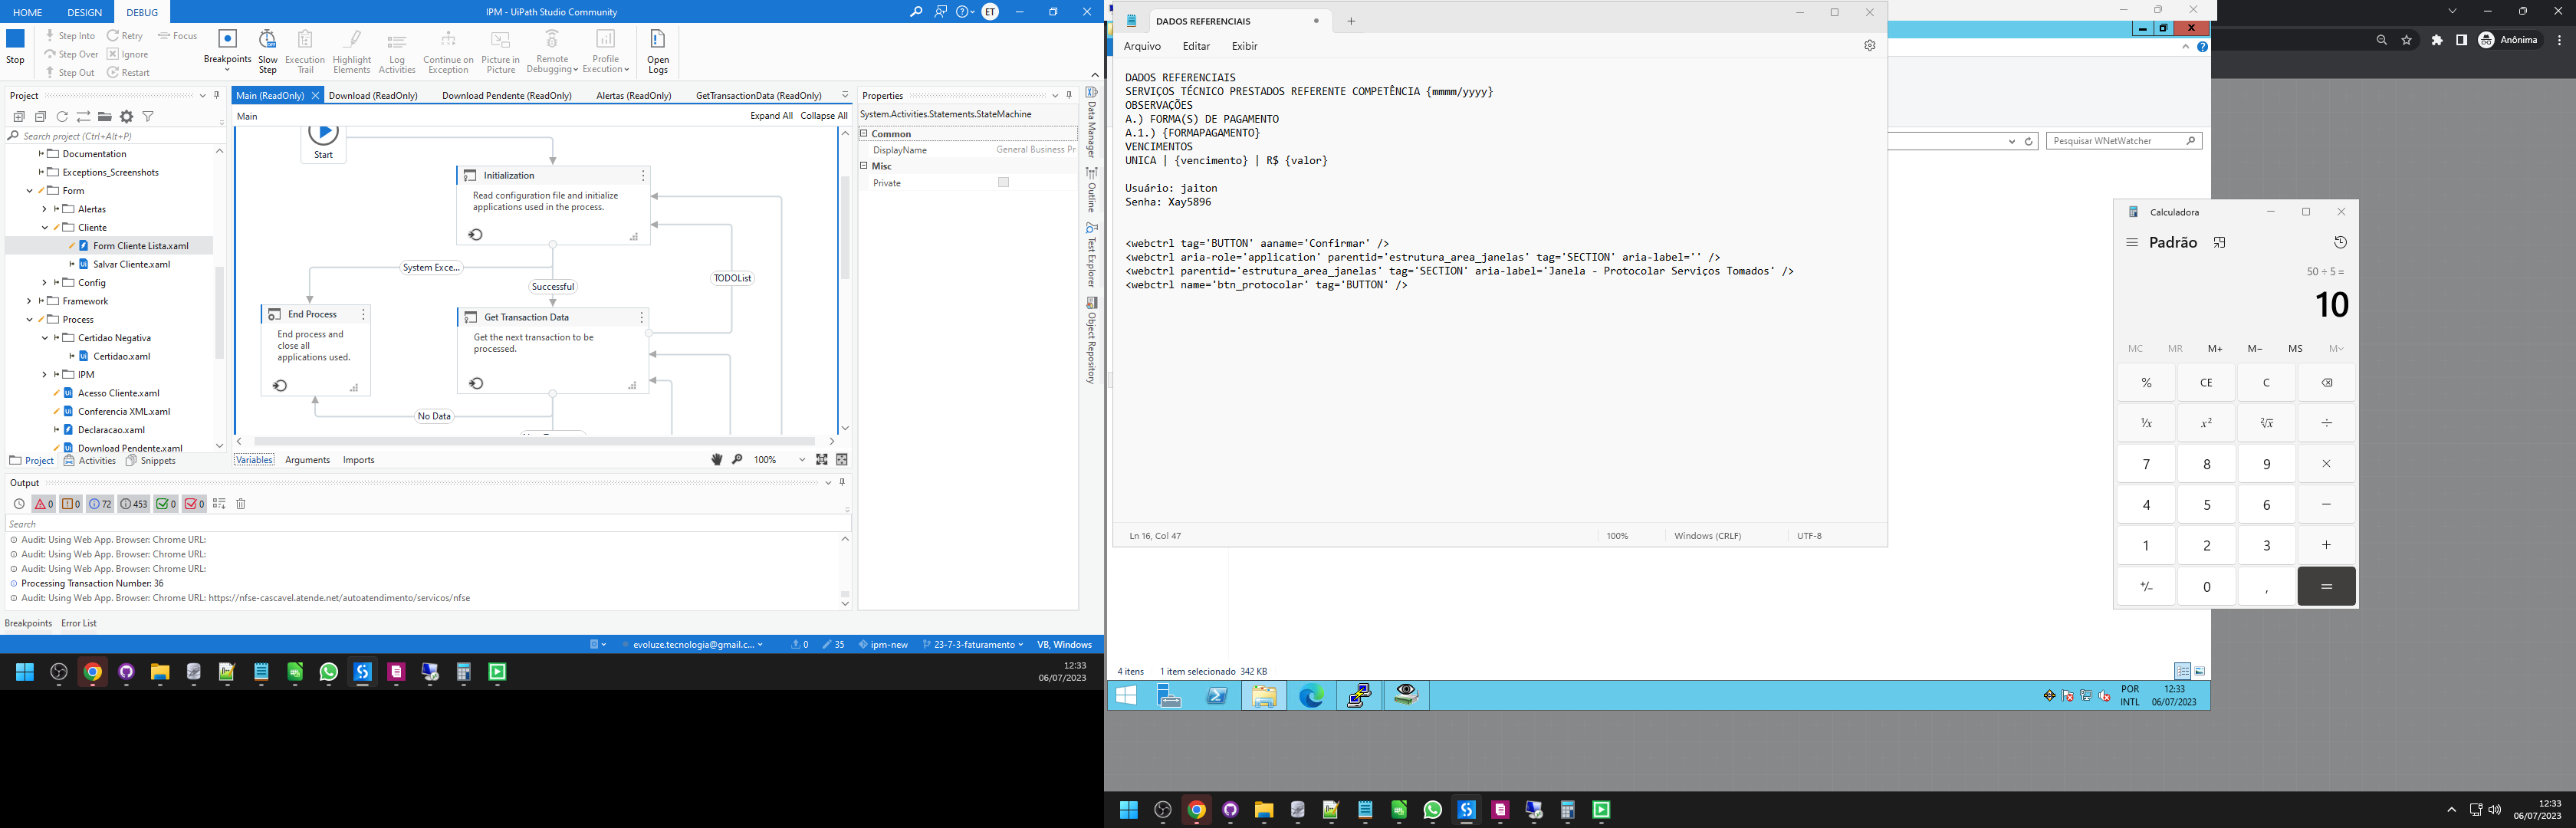 HOME DESIGN DEBUG
IPM - UiPath Studio Community
ET
Stop
Step Into
Step Over
Step Out
Retry
Ignore
Restart
Focus
Breakpoints
Slow Step
Execution Trail
Highlight Elements
Log Activities
Continue on Exception
Picture in Picture
Remote Debugging
Profile Execution
Open Logs
Project
Search project (Ctrl+Alt+P)
Documentation
Exceptions_Screenshots
Form
Alertas
Cliente
Form Cliente Lista.xaml
Salvar Cliente.xaml
Config
Framework
Process
Certidao Negativa
Certidao.xaml
IPM
Acesso Cliente.xaml
Conferencia XML.xaml
Declaracao.xaml
Download Pendente.xaml
Project Activities Snippets
Main (ReadOnly) Download (ReadOnly) Download Pendente (ReadOnly) Alertas (ReadOnly) GetTransactionData (ReadOnly)
Main
Expand All Collapse All
Start
Initialization
Read configuration file and initialize
applications used in the process.
System Exce...
Successful
TODOList
End Process
End process and
close all
applications used.
Get Transaction Data
Get the next transaction to be
processed.
No Data
Variables Arguments Imports
100%
Properties
System.Activities.Statements.StateMachine
Common
DisplayName General Business Pr
Misc
Private
Data Manager
Outline
Test Explorer
Object Repository
Output
0 0 72 453 0 0
Search
Audit: Using Web App. Browser: Chrome URL:
Audit: Using Web App. Browser: Chrome URL:
Audit: Using Web App. Browser: Chrome URL:
Processing Transaction Number: 36
Audit: Using Web App. Browser: Chrome URL: https://nfse-cascavel.atende.net/autoatendimento/servicos/nfse
Breakpoints Error List
evoluze.tecnologia@gmail.c...
0
35
ipm-new
23-7-3-faturamento
VB, Windows
12:33
06/07/2023
DADOS REFERENCIAIS
Arquivo Editar Exibir
DADOS REFERENCIAIS
SERVIÇOS TÉCNICO PRESTADOS REFERENTE COMPETÊNCIA {mmmm/yyyy}
OBSERVAÇÕES
A.) FORMA(S) DE PAGAMENTO
A.1.) {FORMAPAGAMENTO}
VENCIMENTOS
UNICA | {vencimento} | R$ {valor}
Usuário: jaiton
Senha: Xay5896
<webctrl tag='BUTTON' aaname='Confirmar' />
<webctrl aria-role='application' parentid='estrutura_area_janelas' tag='SECTION' aria-label='' />
<webctrl parentid='estrutura_area_janelas' tag='SECTION' aria-label='Janela - Protocolar Serviços Tomados' />
<webctrl name='btn_protocolar' tag='BUTTON' />
Ln 16, Col 47
100%
Windows (CRLF)
UTF-8
Pesquisar WNetWatcher
4 itens 1 item selecionado 342 KB
POR
INTL
12:33
06/07/2023
Anônima
Calculadora
Padrão
50 ÷ 5 =
10
MC MR M+ M− MS M
% CE C
¹⁄x x² ²√x ÷
7 8 9 ×
4 5 6 −
1 2 3 +
+/− 0 , =
12:33
06/07/2023